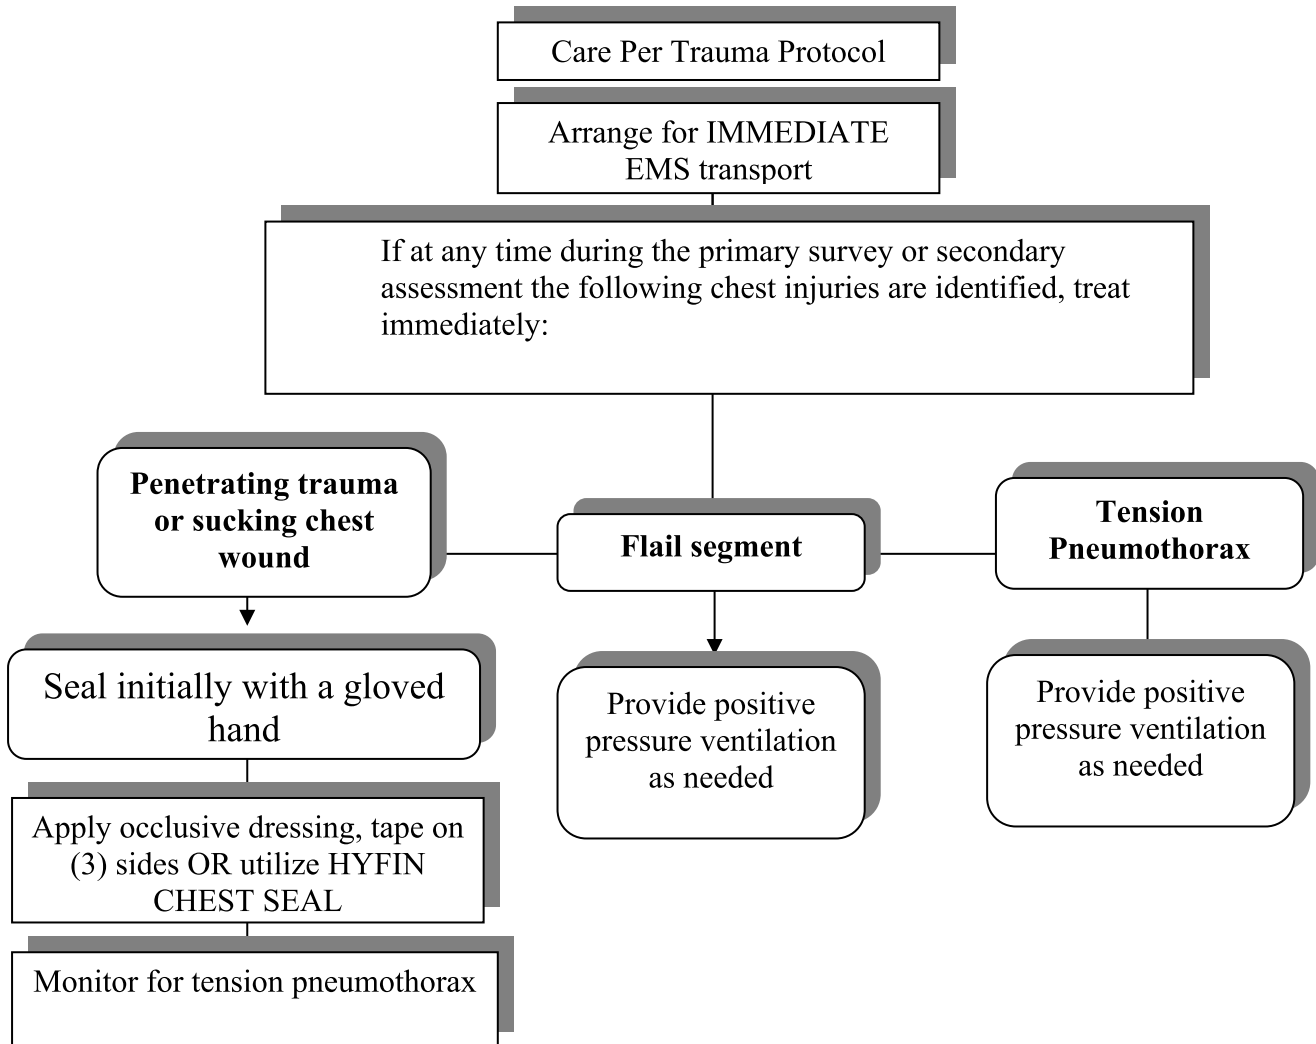 Care Per Trauma Protocol
Arrange for IMMEDIATE
EMS transport
If at any time during the primary survey or secondary
assessment the following chest injuries are identified, treat
immediately:
Penetrating trauma
or sucking chest
wound
Flail segment
Tension
Pneumothorax
Seal initially with a gloved
hand
Provide positive
pressure ventilation
as needed
Provide positive
pressure ventilation
as needed
Apply occlusive dressing, tape on
(3) sides OR utilize HYFIN
CHEST SEAL
Monitor for tension pneumothorax